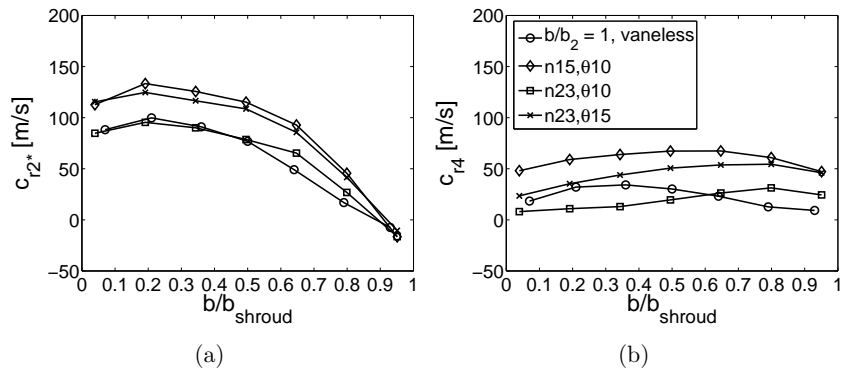 200
150
100
50
0
−50
c_{r2*} [m/s]
0 0.1 0.2 0.3 0.4 0.5 0.6 0.7 0.8 0.9 1
b/b_{shroud}
(a)
200
150
100
50
0
−50
c_{r4} [m/s]
b/b_2 = 1, vaneless
n15,θ10
n23,θ10
n23,θ15
0 0.1 0.2 0.3 0.4 0.5 0.6 0.7 0.8 0.9 1
b/b_{shroud}
(b)